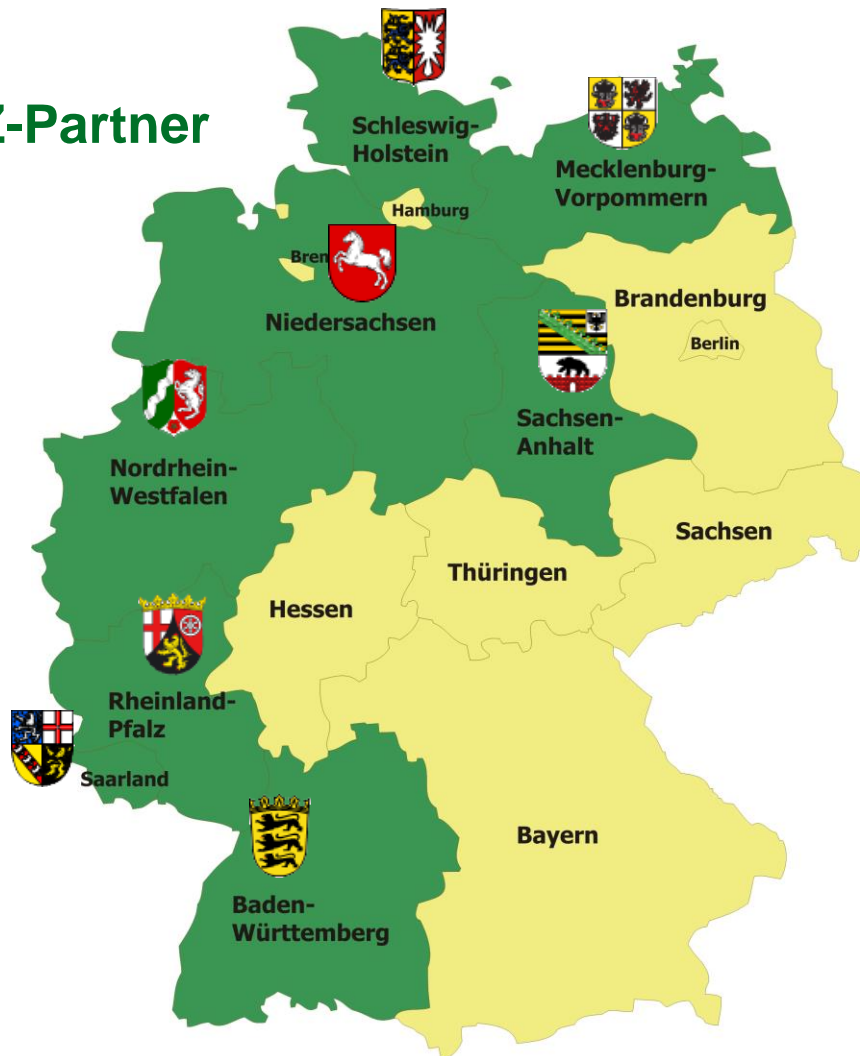 Z-Partner
Schleswig-
Holstein
Mecklenburg-
Vorpommern
Hamburg
Brem
Niedersachsen
Brandenburg
Berlin
Sachsen-
Anhalt
Nordrhein-
Westfalen
Sachsen
Thüringen
Hessen
Rheinland-
Pfalz
Saarland
Bayern
Baden-
Württemberg